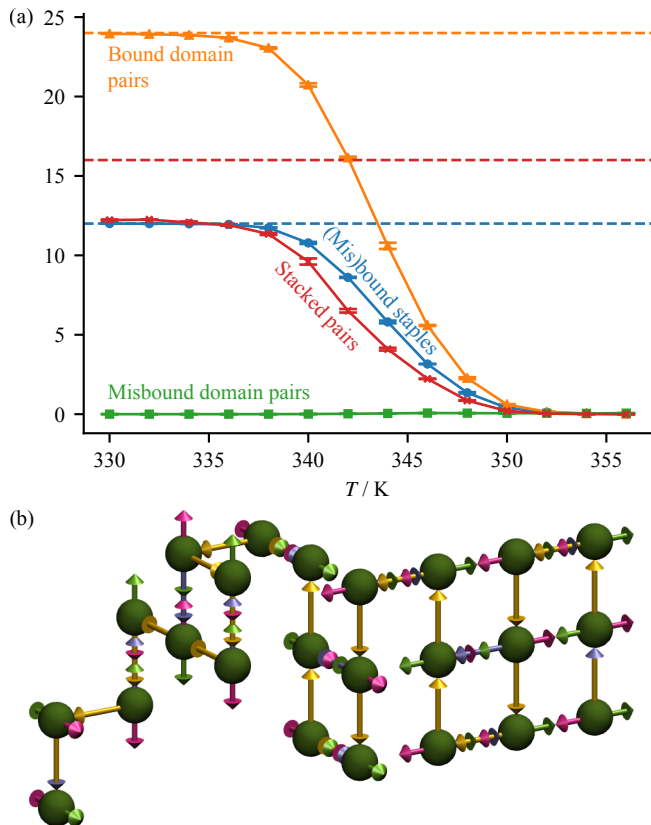 (a)
25
20
15
10
5
0
Bound domain
pairs
(Mis)bound staples
Stacked pairs
Misbound domain pairs
330 335 340 345 350 355
T / K
(b)